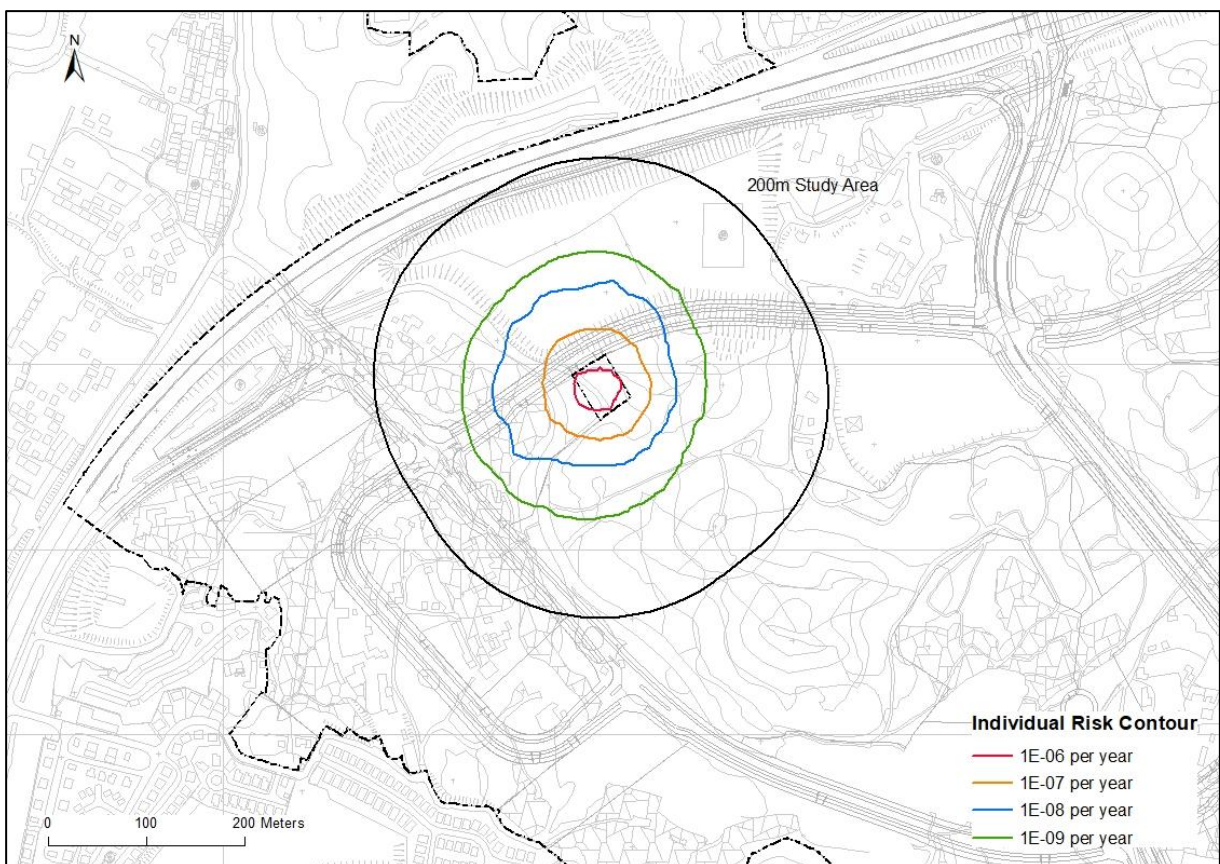 N
200m Study Area
Individual Risk Contour
1E-06 per year
1E-07 per year
1E-08 per year
1E-09 per year
0 100 200 Meters